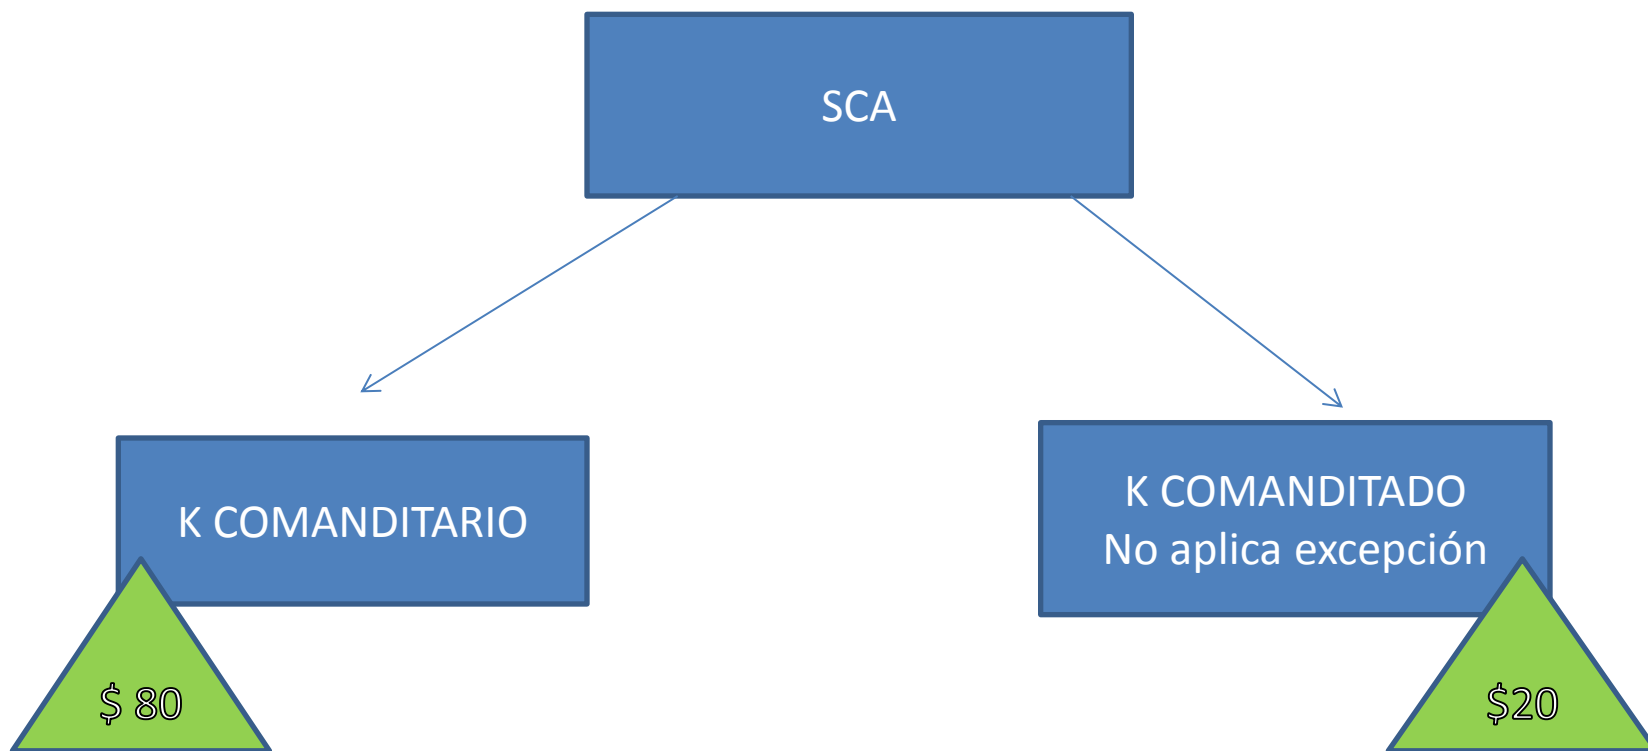 SCA
K COMANDITARIO
K COMANDITADO
No aplica excepción
$ 80
$20